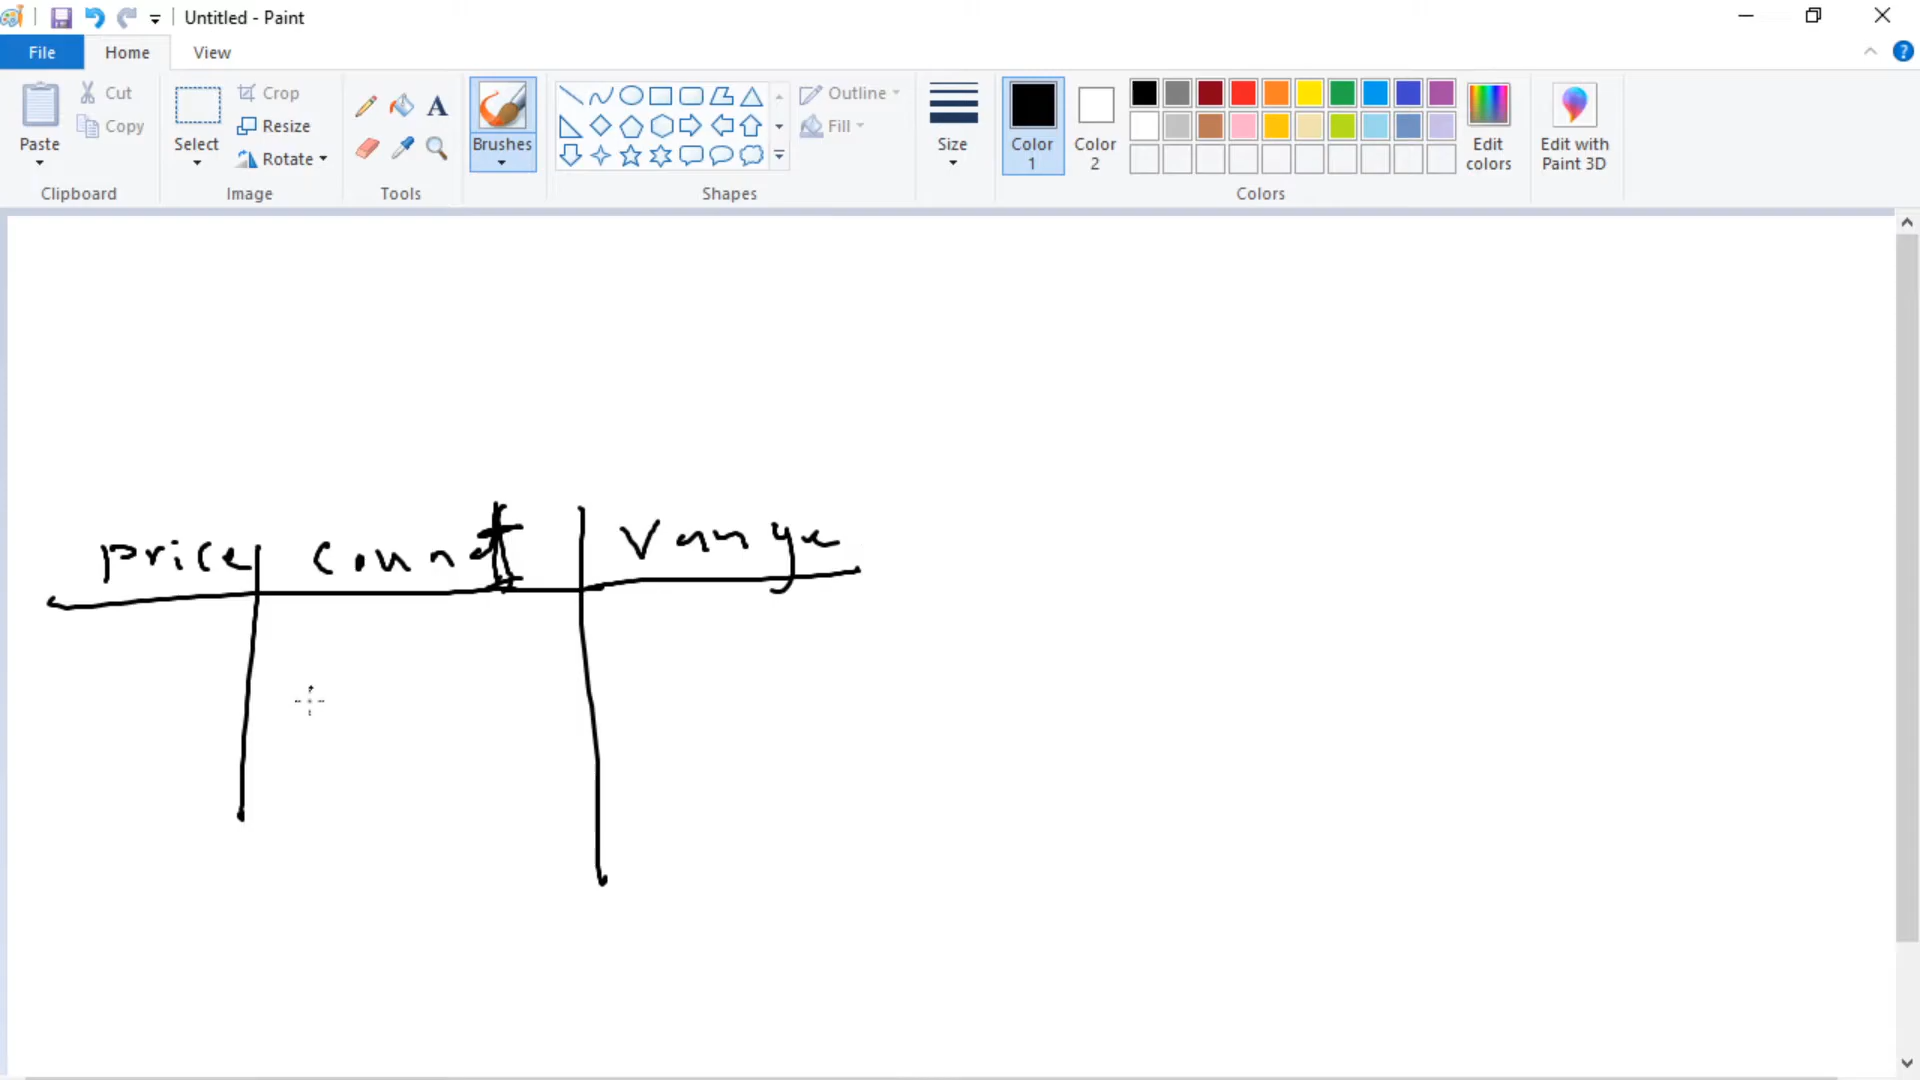 Untitled - Paint
File Home View
Paste
Cut
Copy
Clipboard
Select
Crop
Resize
Rotate
Image
A
Tools
Brushes
Outline
Fill
Shapes
Size
Color 1
Color 2
Edit colors
Colors
Edit with Paint 3D
price count